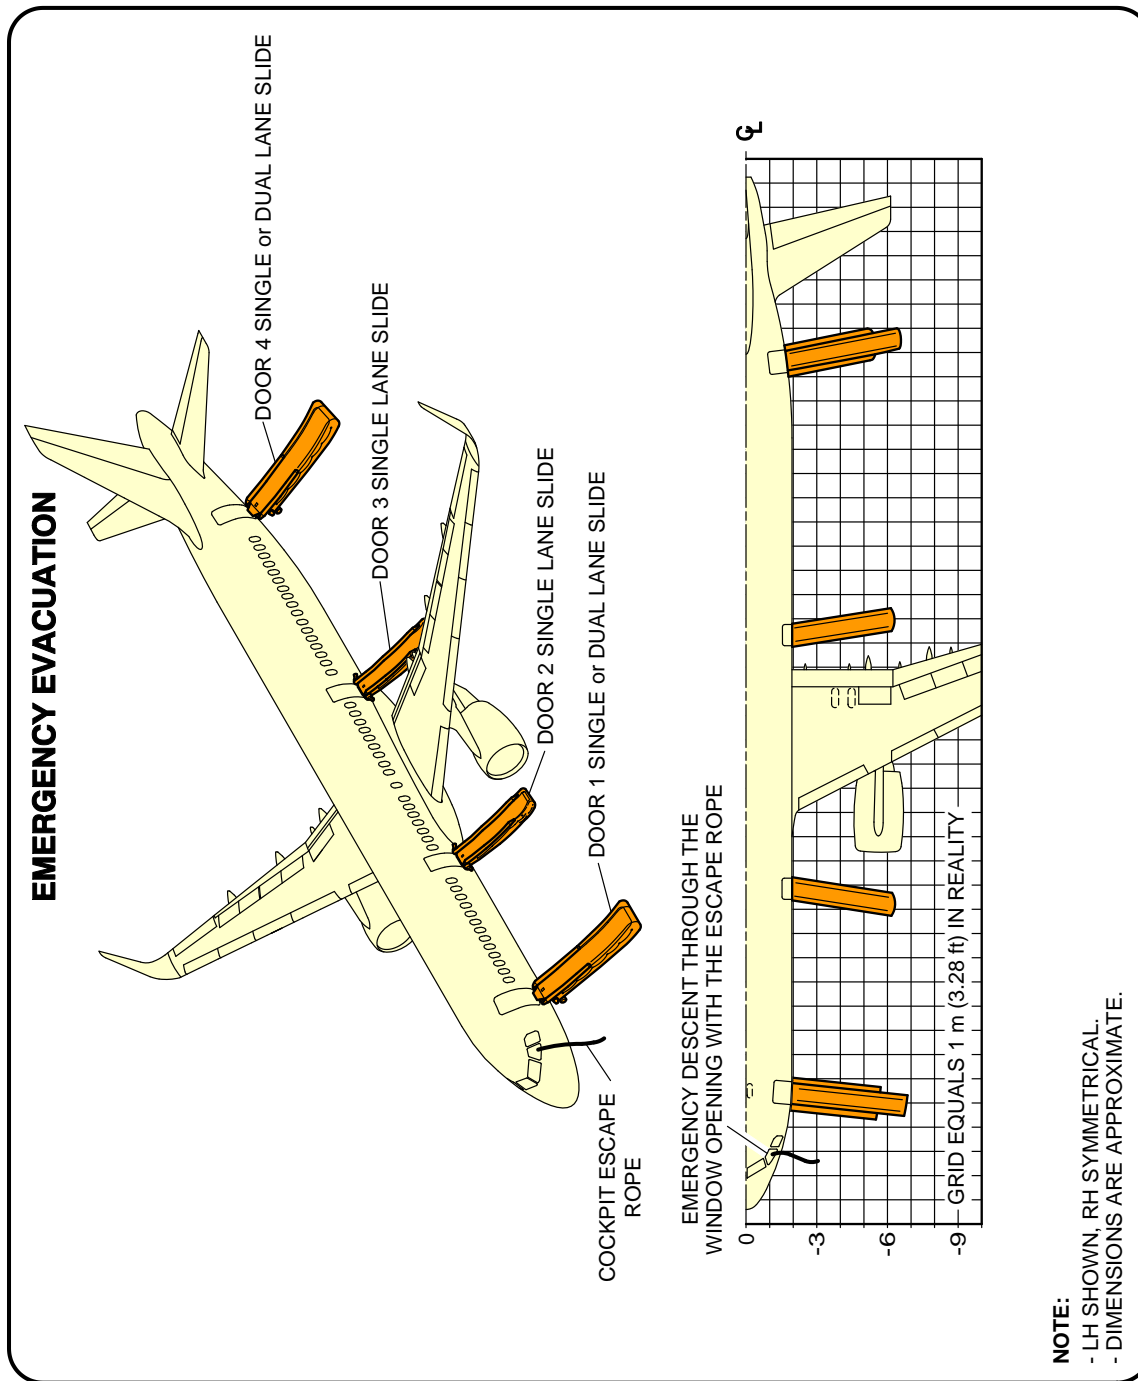 EMERGENCY EVACUATION
DOOR 4 SINGLE or DUAL LANE SLIDE
DOOR 3 SINGLE LANE SLIDE
DOOR 2 SINGLE LANE SLIDE
DOOR 1 SINGLE or DUAL LANE SLIDE
COCKPIT ESCAPE
ROPE
EMERGENCY DESCENT THROUGH THE
WINDOW OPENING WITH THE ESCAPE ROPE
℄
0
-3
-6
-9
GRID EQUALS 1 m (3.28 ft) IN REALITY
NOTE:
- LH SHOWN, RH SYMMETRICAL.
- DIMENSIONS ARE APPROXIMATE.